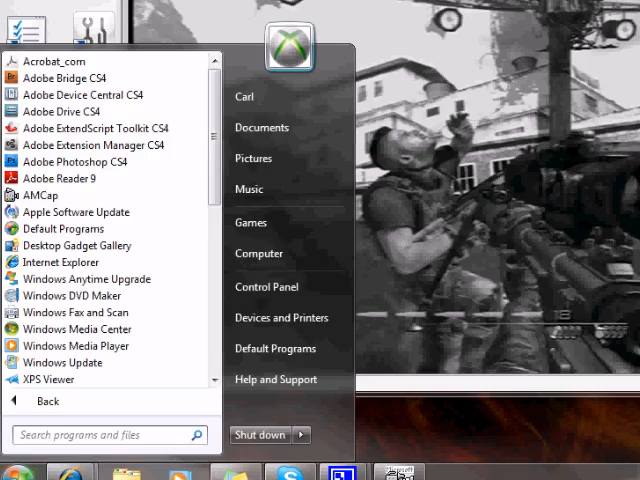 Acrobat_com
Adobe Bridge CS4
Adobe Device Central CS4
Adobe Drive CS4
Adobe ExtendScript Toolkit CS4
Adobe Extension Manager CS4
Adobe Photoshop CS4
Adobe Reader 9
AMCap
Apple Software Update
Default Programs
Desktop Gadget Gallery
Internet Explorer
Windows Anytime Upgrade
Windows DVD Maker
Windows Fax and Scan
Windows Media Center
Windows Media Player
Windows Update
XPS Viewer
Back
Search programs and files
Carl
Documents
Pictures
Music
Games
Computer
Control Panel
Devices and Printers
Default Programs
Help and Support
Shut down